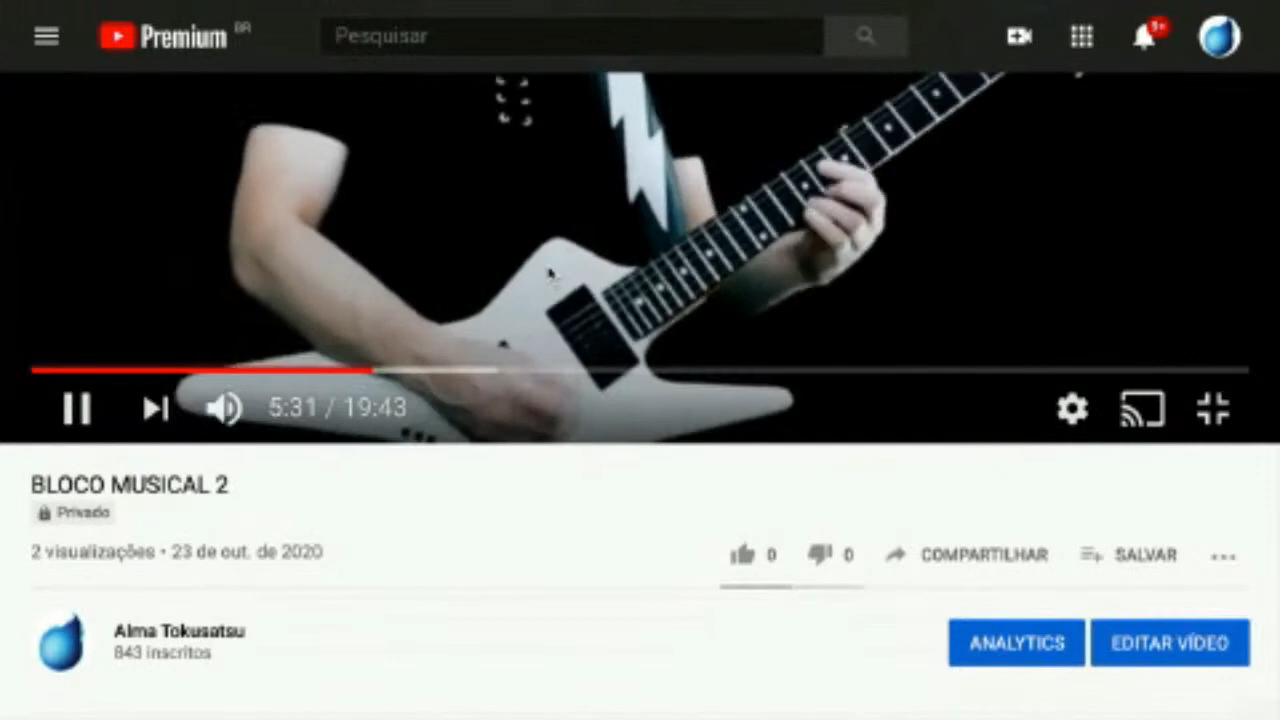 Premium BR
Pesquisar
9+
5:31 / 19:43
BLOCO MUSICAL 2
Privado
2 visualizações • 23 de out. de 2020
0 0 COMPARTILHAR SALVAR
Alma Tokusatsu
843 inscritos
ANALYTICS EDITAR VÍDEO